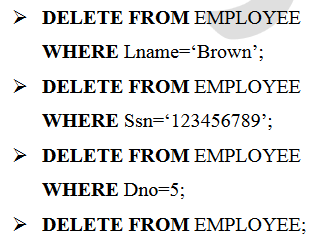 ➢ DELETE FROM EMPLOYEE
WHERE Lname=‘Brown’;
➢ DELETE FROM EMPLOYEE
WHERE Ssn=‘123456789’;
➢ DELETE FROM EMPLOYEE
WHERE Dno=5;
➢ DELETE FROM EMPLOYEE;